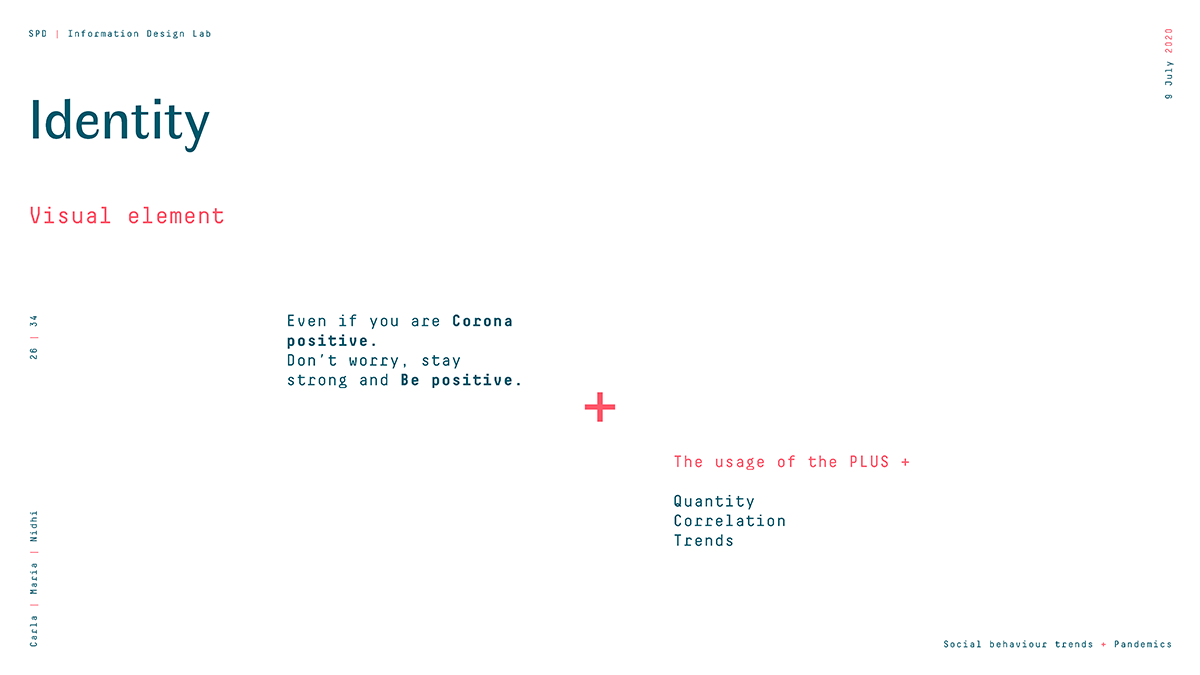 SPD | Information Design Lab
9 July 2020
Identity
Visual element
26 | 34
Even if you are Corona
positive.
Don't worry, stay
strong and Be positive.
+
The usage of the PLUS +
Quantity
Correlation
Trends
Carla | Maria | Nidhi
Social behaviour trends + Pandemics